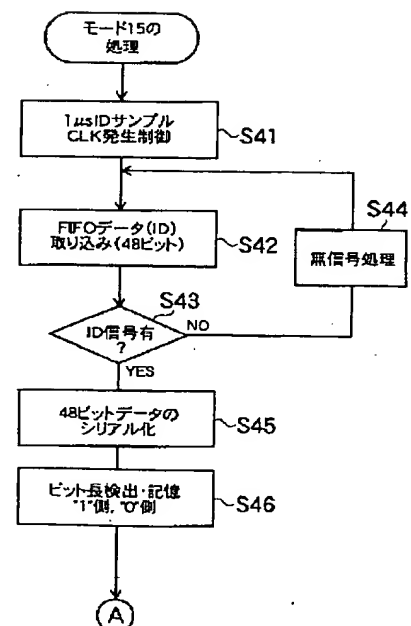 モード15の
処理
1μsIDサンプル
CLK発生制御
S41
S44
FIFOデータ(ID)
取り込み(48ビット)
S42
無信号処理
S43
ID信号有
?
NO
YES
48ビットデータの
シリアル化
S45
ビット長検出・記憶
"1"側,"0"側
S46
A